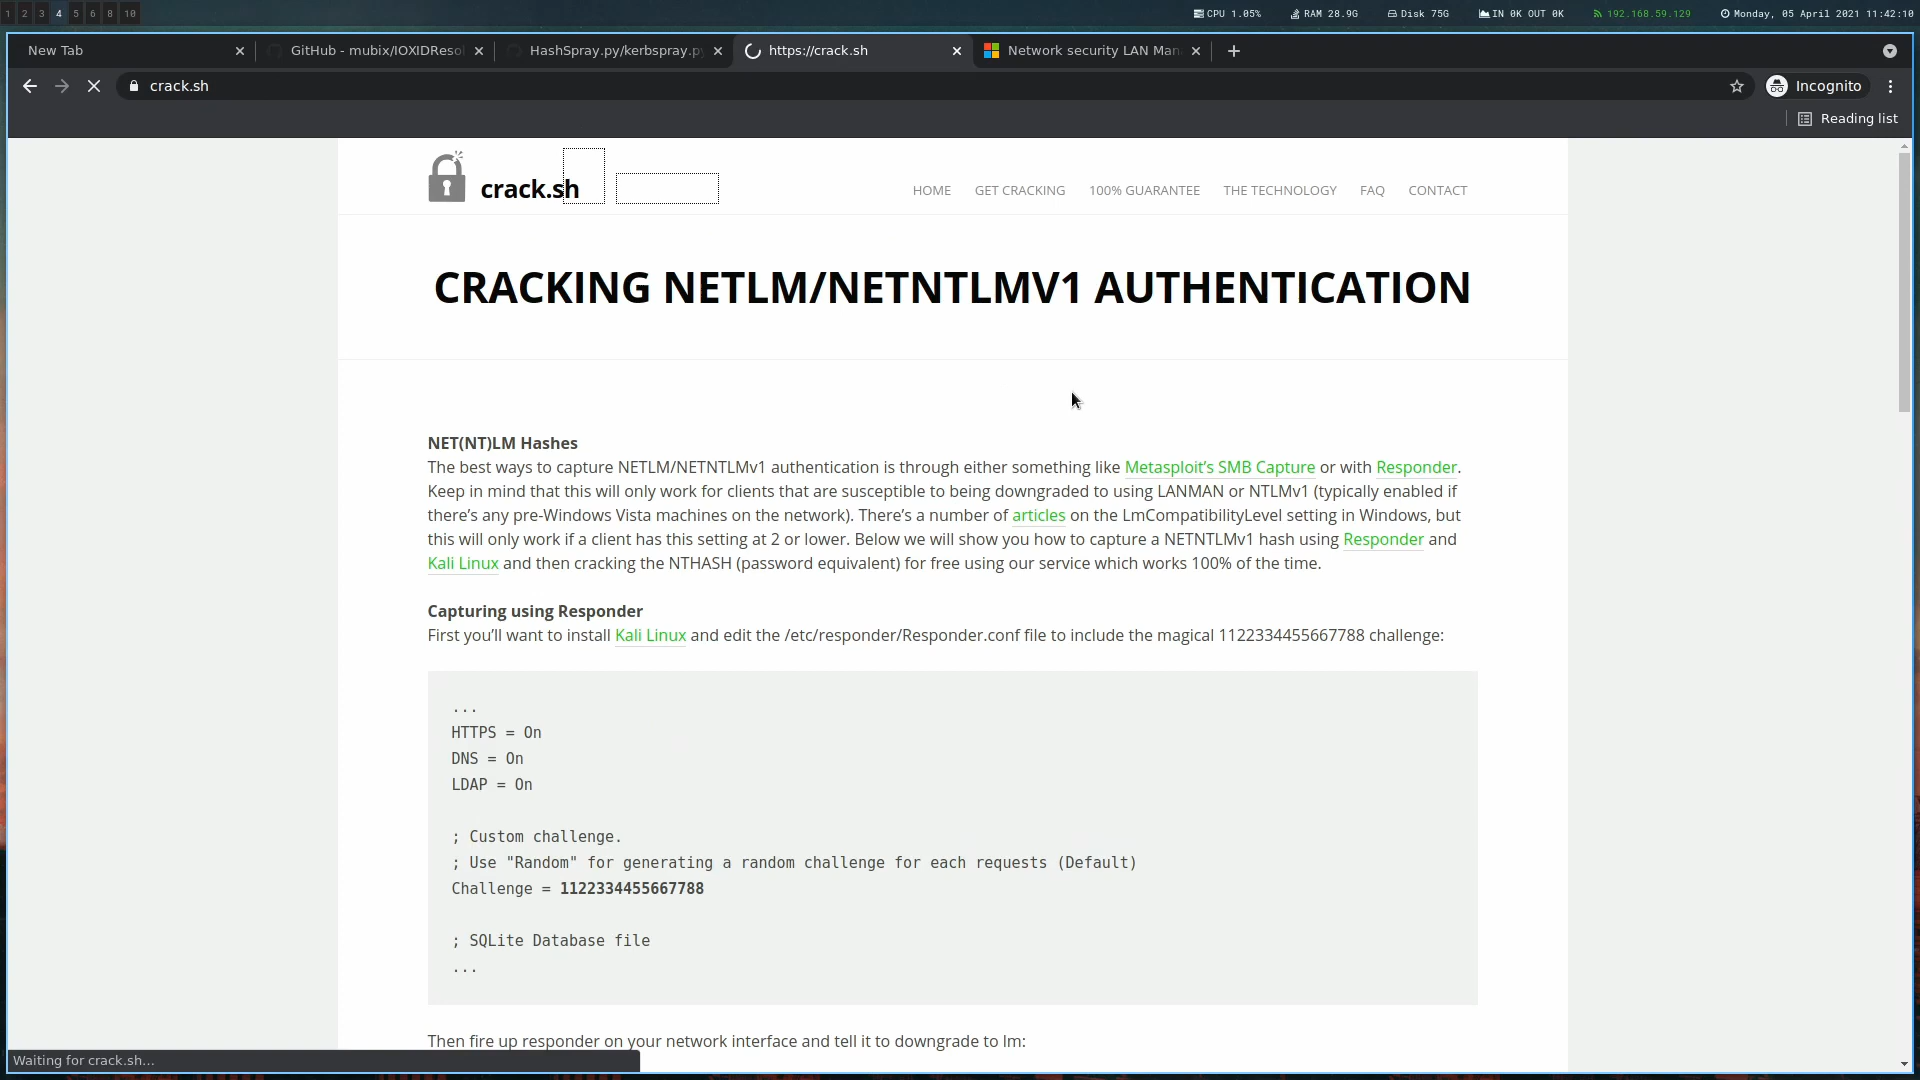 1 2 3 4 5 6 8 10
CPU 1.05% RAM 28.9G Disk 75G IN 0K OUT 0K 192.168.59.129 Monday, 05 April 2021 11:42:10
New Tab GitHub - mubix/IOXIDResol HashSpray.py/kerbspray.py https://crack.sh Network security LAN Man
crack.sh Incognito
Reading list
crack.sh
HOME GET CRACKING 100% GUARANTEE THE TECHNOLOGY FAQ CONTACT
CRACKING NETLM/NETNTLMV1 AUTHENTICATION
NET(NT)LM Hashes
The best ways to capture NETLM/NETNTLMv1 authentication is through either something like Metasploit’s SMB Capture or with Responder.
Keep in mind that this will only work for clients that are susceptible to being downgraded to using LANMAN or NTLMv1 (typically enabled if
there’s any pre-Windows Vista machines on the network). There’s a number of articles on the LmCompatibilityLevel setting in Windows, but
this will only work if a client has this setting at 2 or lower. Below we will show you how to capture a NETNTLMv1 hash using Responder and
Kali Linux and then cracking the NTHASH (password equivalent) for free using our service which works 100% of the time.
Capturing using Responder
First you’ll want to install Kali Linux and edit the /etc/responder/Responder.conf file to include the magical 1122334455667788 challenge:
...
HTTPS = On
DNS = On
LDAP = On
; Custom challenge.
; Use "Random" for generating a random challenge for each requests (Default)
Challenge = 1122334455667788
; SQLite Database file
...
Then fire up responder on your network interface and tell it to downgrade to lm:
Waiting for crack.sh...